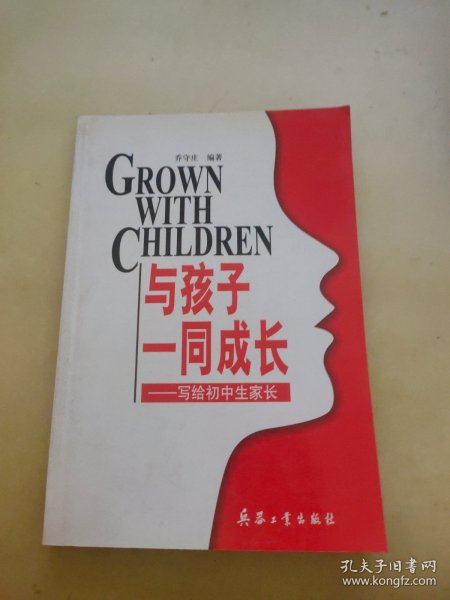 乔守庄 编著
GROWN
WITH
CHILDREN
与孩子
一同成长
——写给初中生家长
兵器工业出版社
孔夫子旧书网
www.kongfz.com